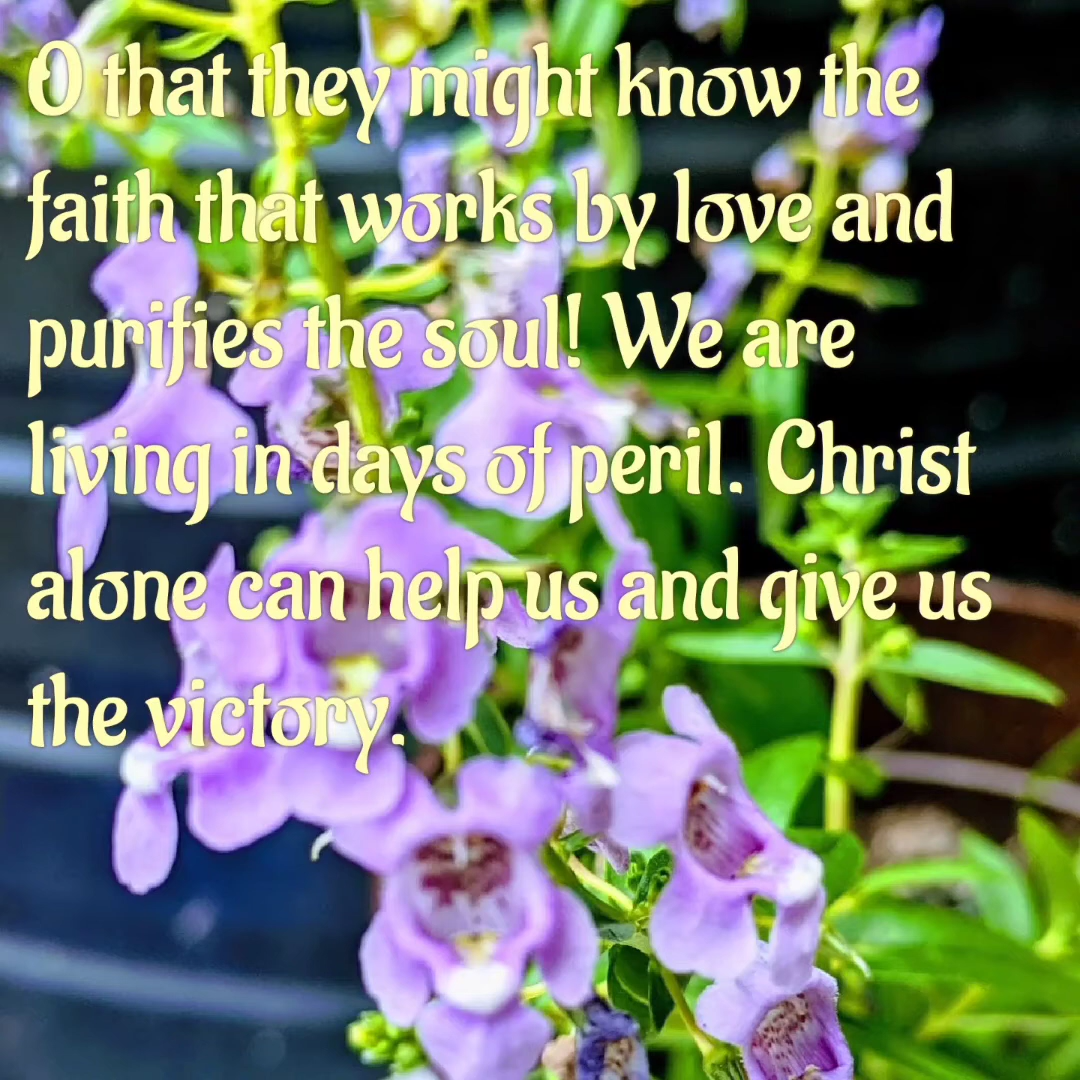 O that they might know the
faith that works by love and
purifies the soul! We are
living in days of peril. Christ
alone can help us and give us
the victory.